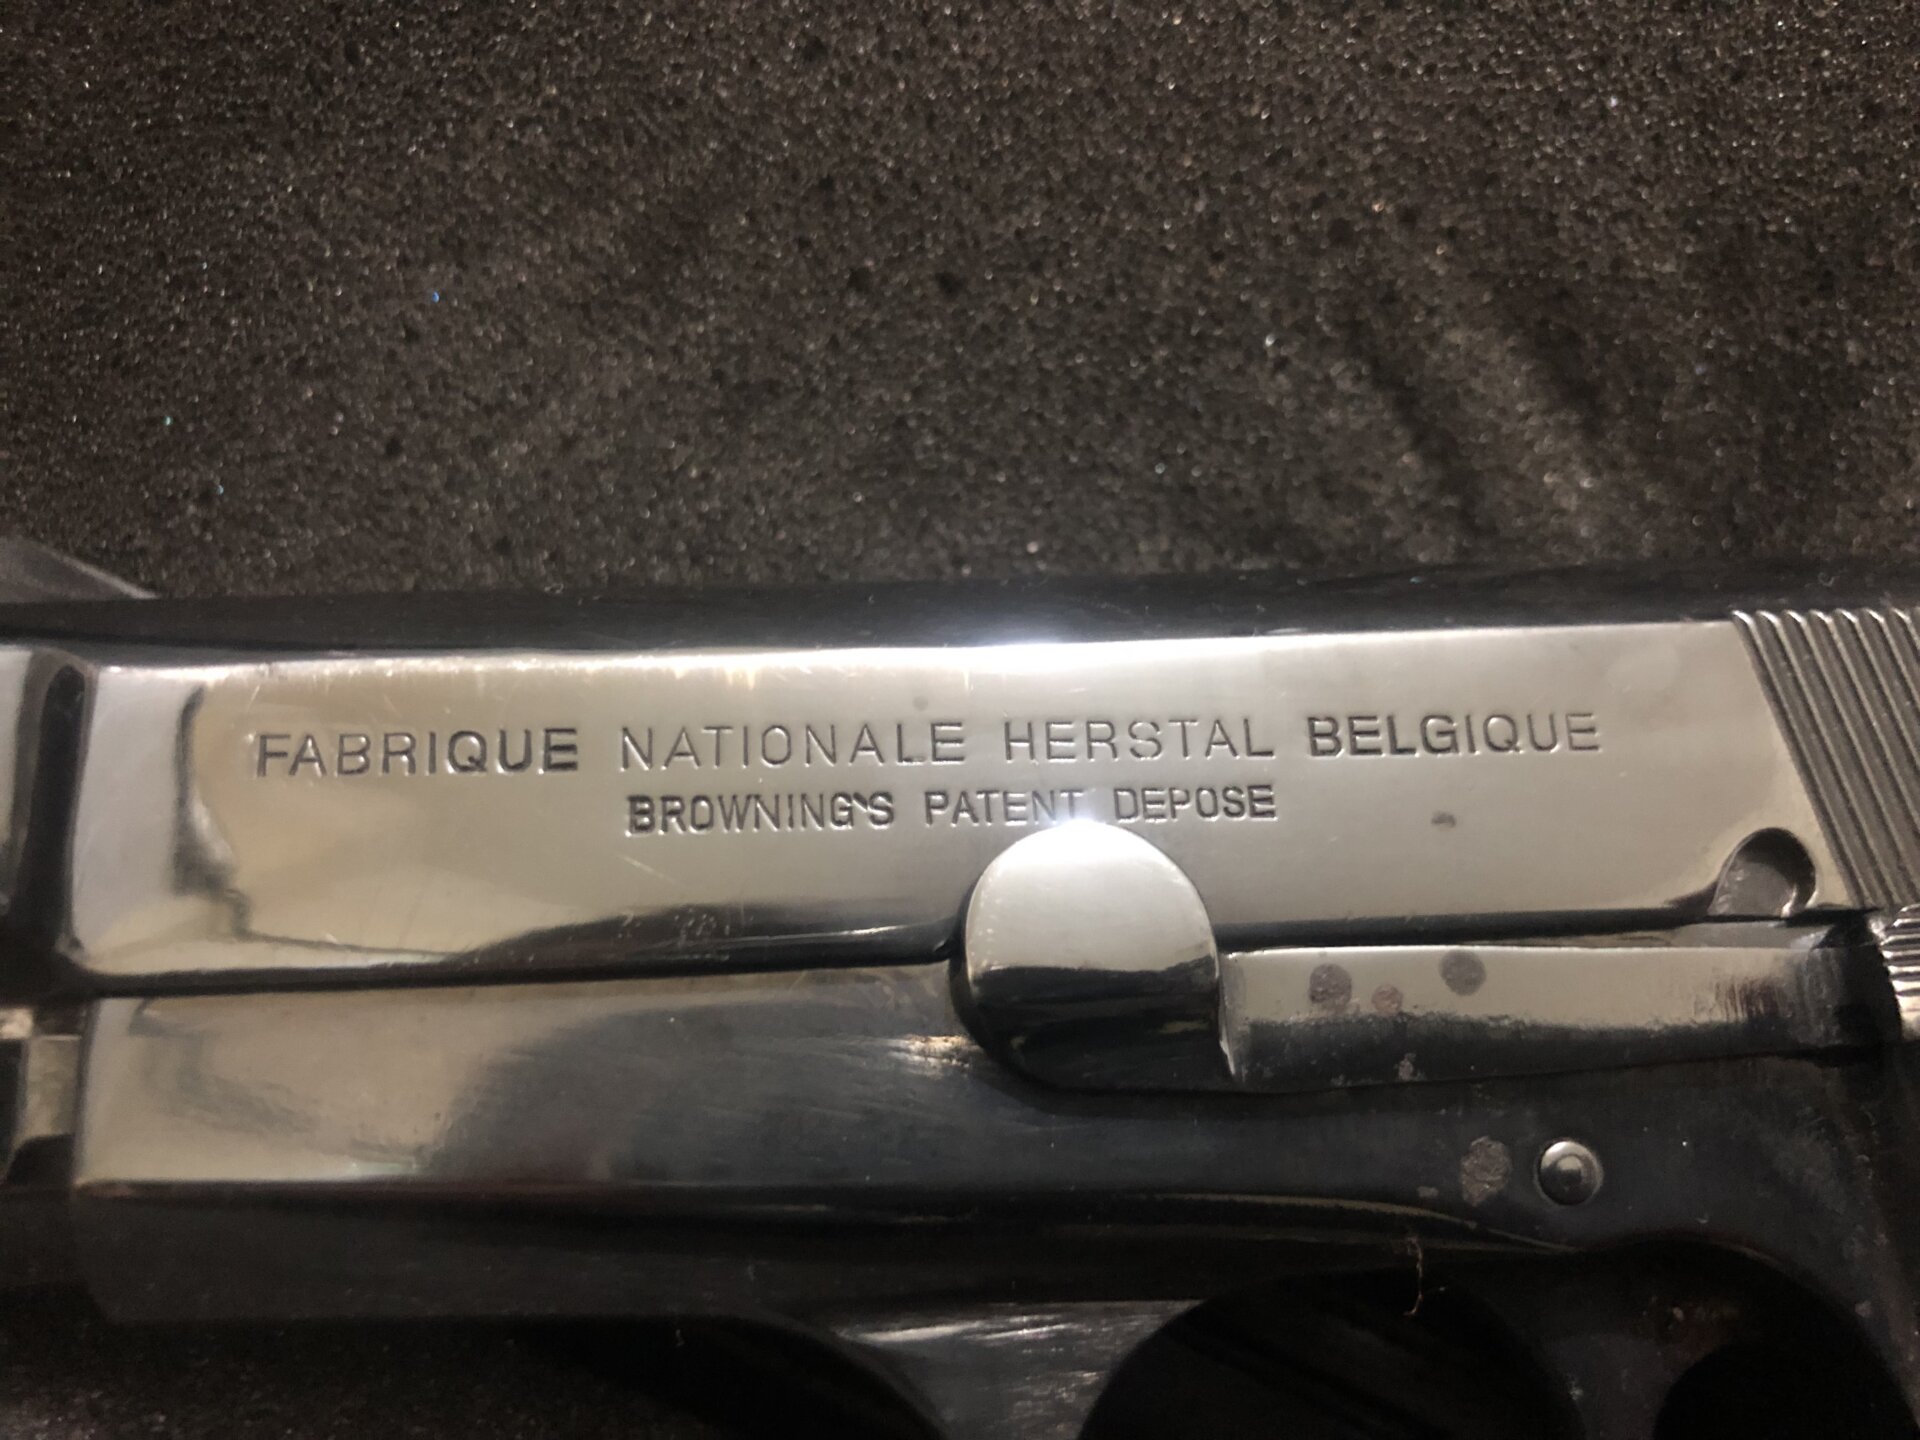 FABRIQUE NATIONALE HERSTAL BELGIQUE
BROWNING'S PATENT DEPOSE